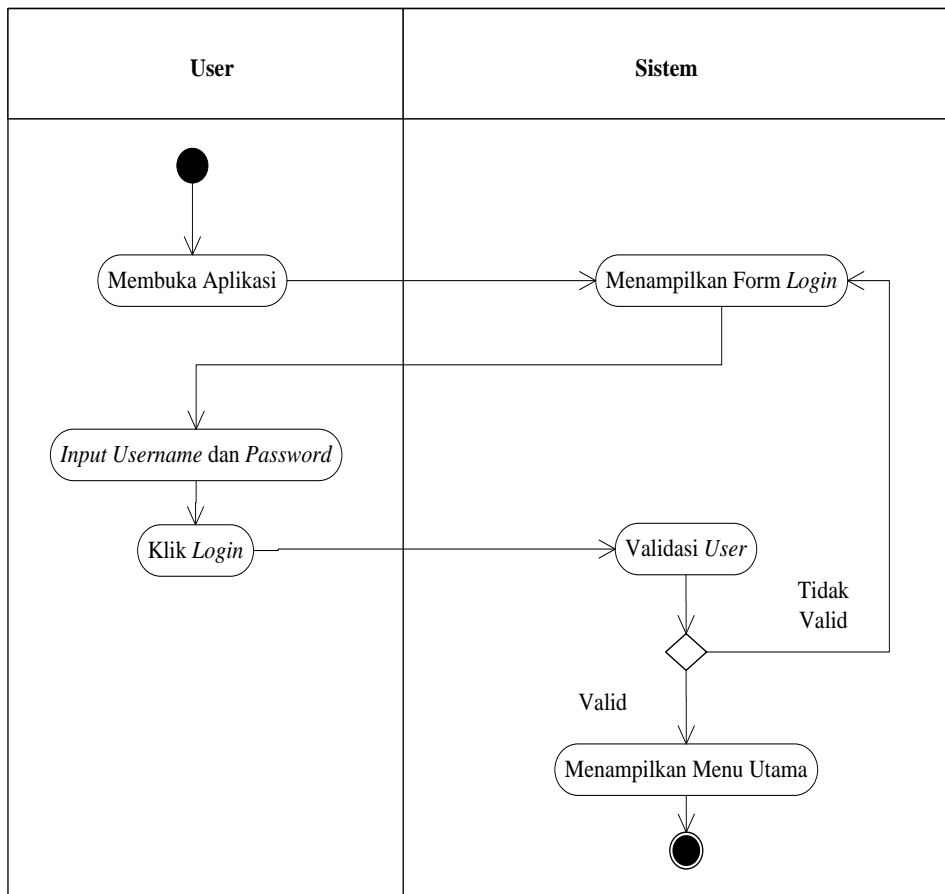 User
Sistem
Membuka Aplikasi
Menampilkan Form Login
Input Username dan Password
Klik Login
Validasi User
Tidak
Valid
Valid
Menampilkan Menu Utama